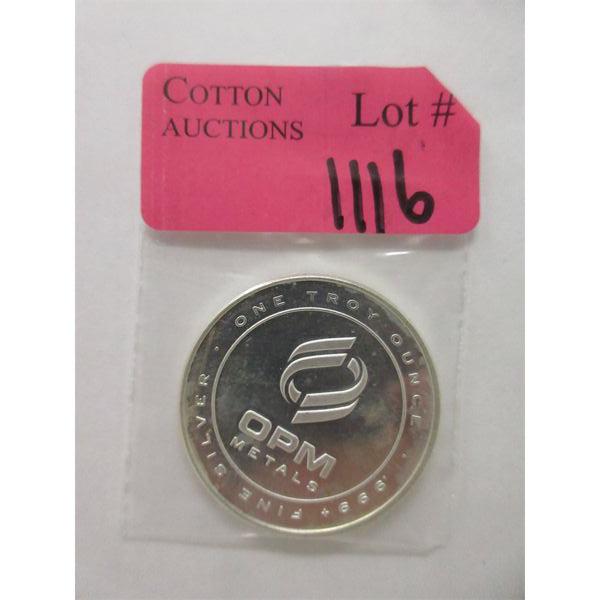 COTTON
AUCTIONS
Lot #
1116
· ONE TROY OUNCE ·
.999+ FINE SILVER
OPM
METALS